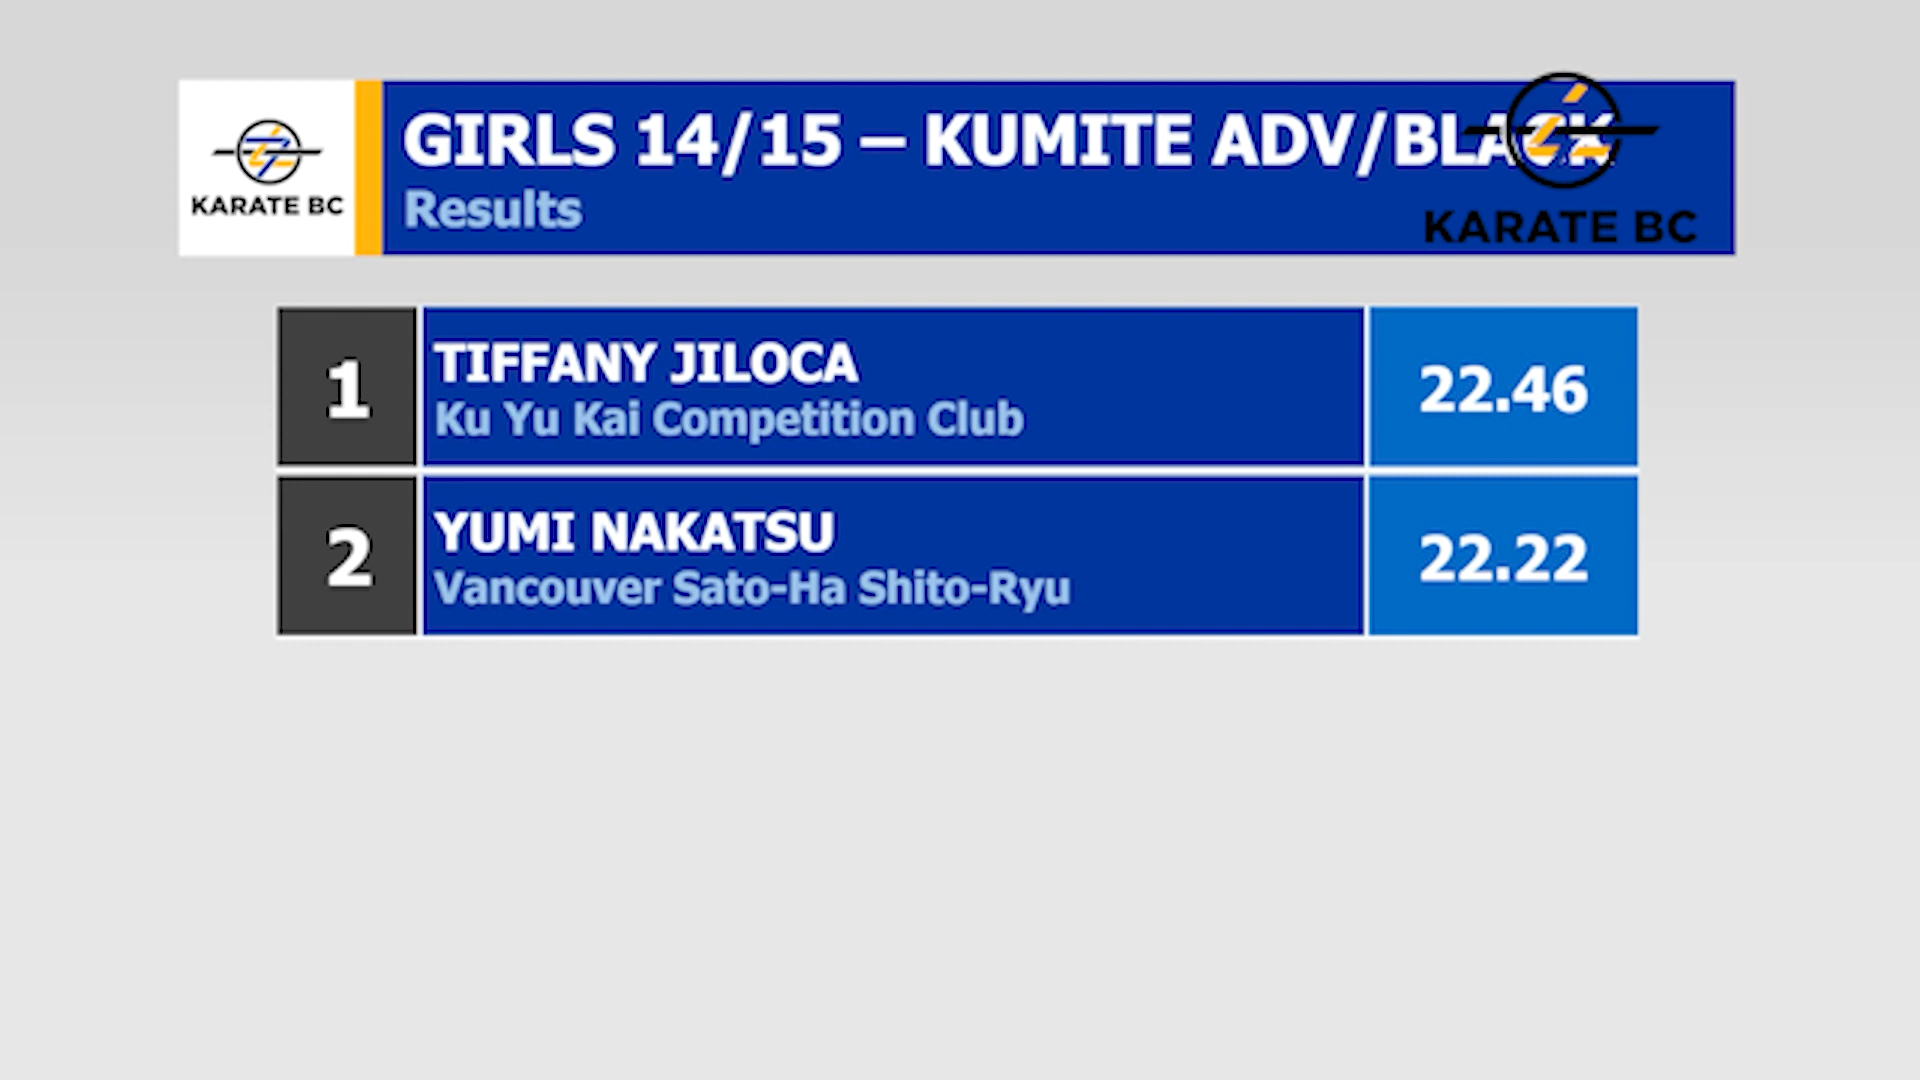 KARATE BC
GIRLS 14/15 – KUMITE ADV/BLACK
Results
KARATE BC
1
TIFFANY JILOCA
Ku Yu Kai Competition Club
22.46
2
YUMI NAKATSU
Vancouver Sato-Ha Shito-Ryu
22.22